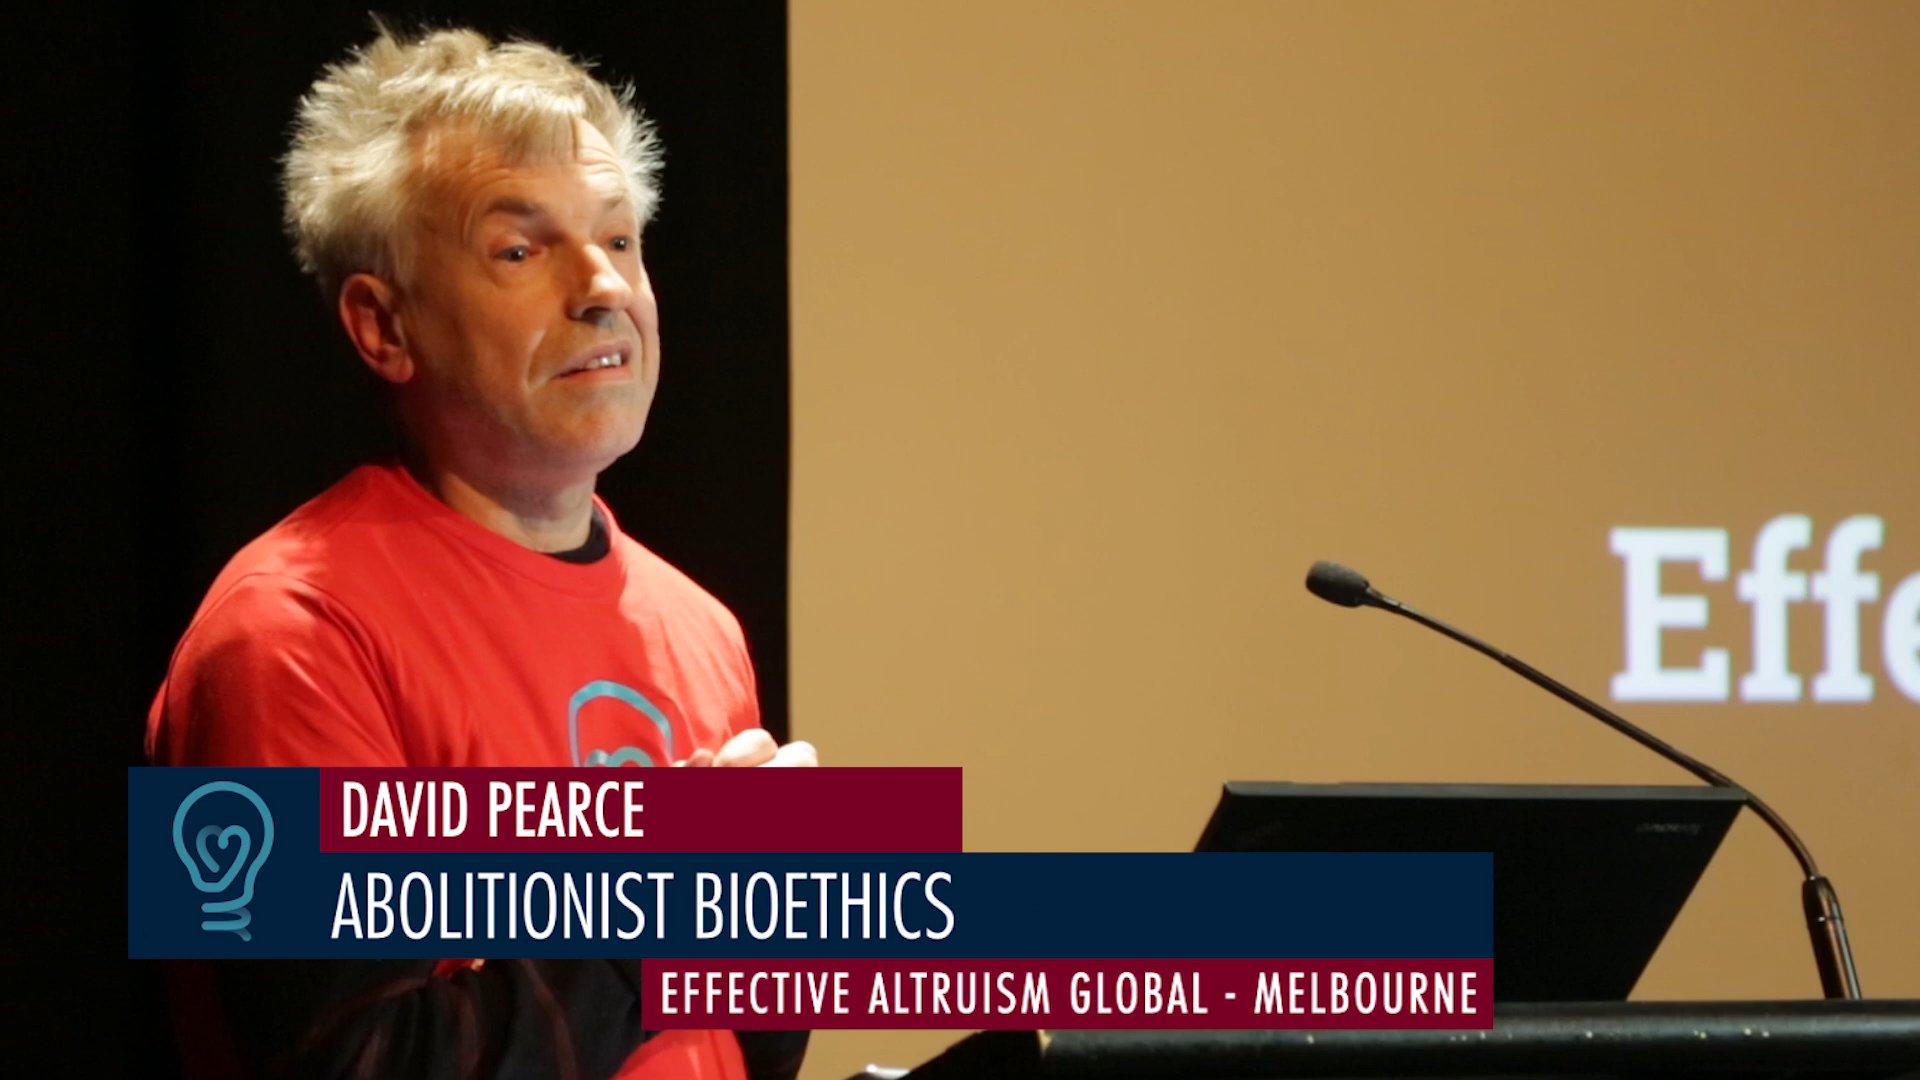 Effe
DAVID PEARCE
ABOLITIONIST BIOETHICS
EFFECTIVE ALTRUISM GLOBAL - MELBOURNE